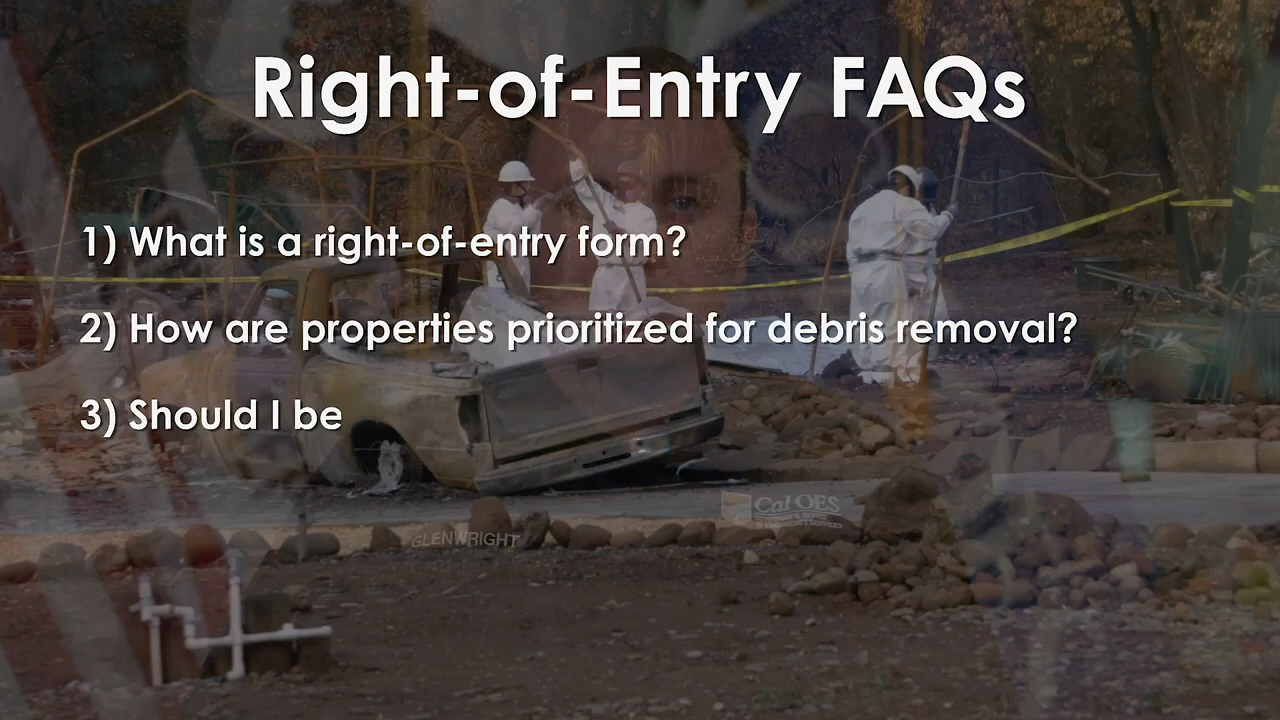 Right-of-Entry FAQs
1) What is a right-of-entry form?
2) How are properties prioritized for debris removal?
3) Should I be
Cal OES
GLENWRIGHT